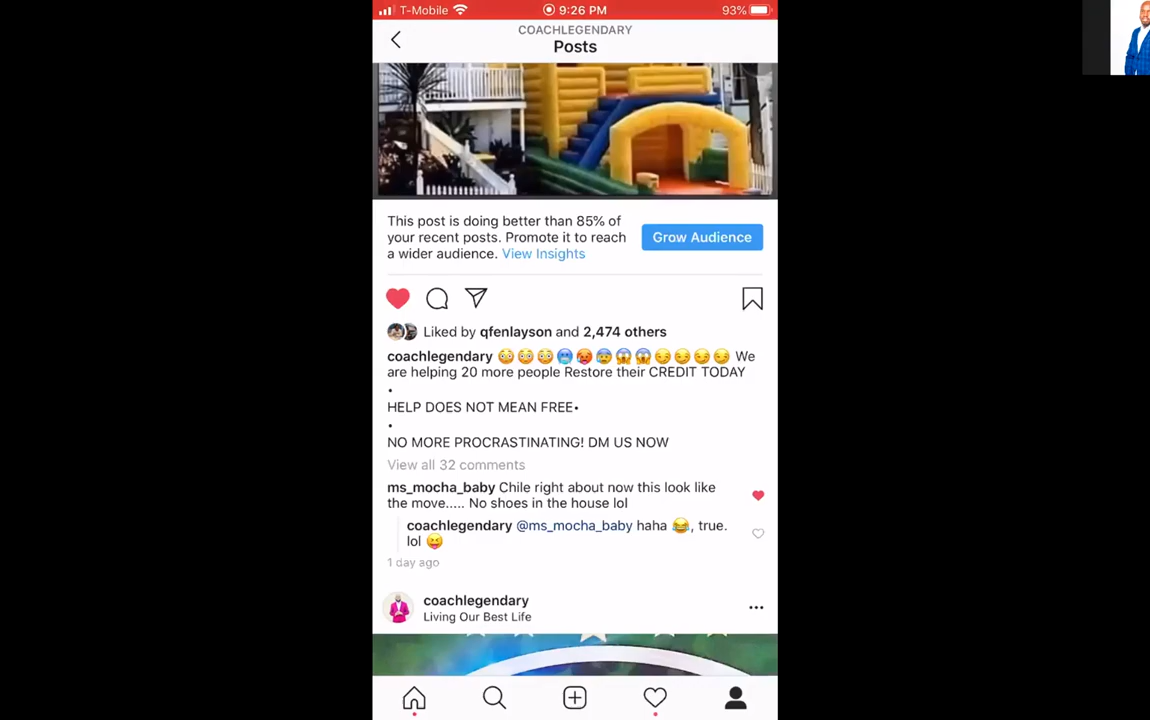 T-Mobile 9:26 PM 93%
COACHLEGENDARY
Posts
This post is doing better than 85% of
your recent posts. Promote it to reach
a wider audience. View Insights
Grow Audience
Liked by qfenlayson and 2,474 others
coachlegendary 😳😳😳🥶🥵😰😱😱😏😏😏😏 We
are helping 20 more people Restore their CREDIT TODAY
•
HELP DOES NOT MEAN FREE•
•
NO MORE PROCRASTINATING! DM US NOW
View all 32 comments
ms_mocha_baby Chile right about now this look like
the move..... No shoes in the house lol
coachlegendary @ms_mocha_baby haha 😂, true.
lol 😝
1 day ago
coachlegendary
Living Our Best Life